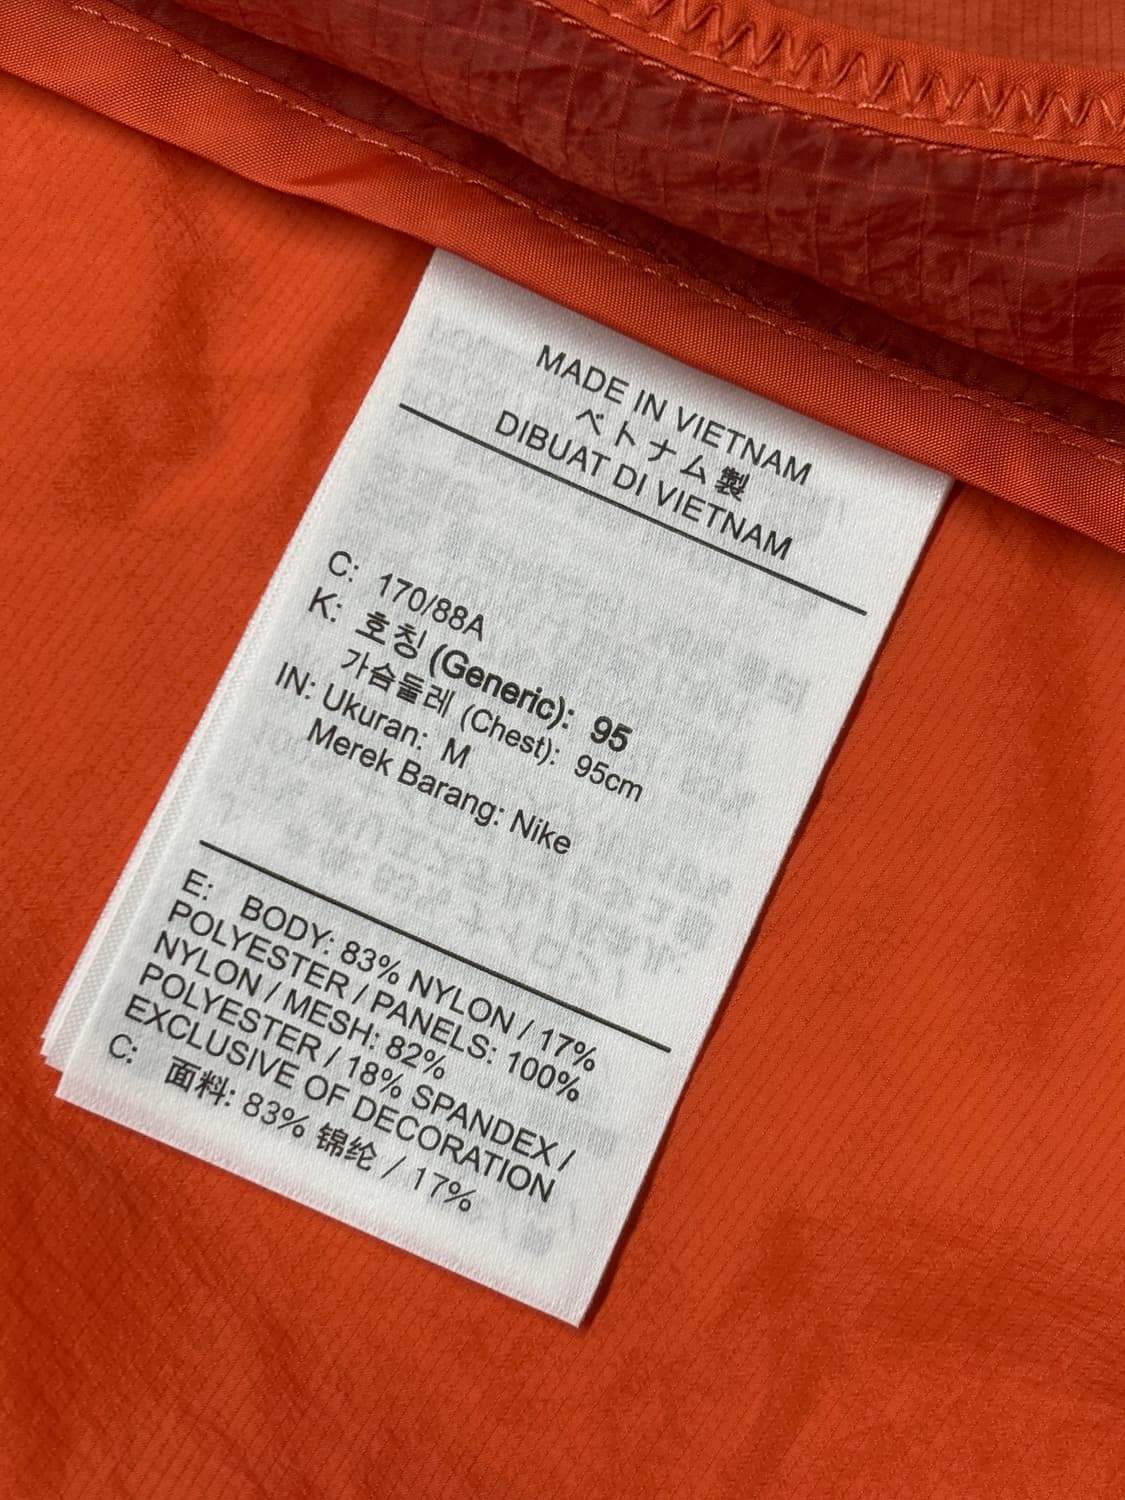 MADE IN VIETNAM
ベトナム製
DIBUAT DI VIETNAM
C: 170/88A
K: 호칭 (Generic): 95
가슴둘레 (Chest): 95cm
IN: Ukuran: M
Merek Barang: Nike
E: BODY: 83% NYLON / 17%
POLYESTER / PANELS: 100%
NYLON / MESH: 82%
POLYESTER / 18% SPANDEX /
EXCLUSIVE OF DECORATION
C: 面料: 83% 锦纶 / 17%